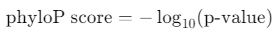 phyloP score = − log₁₀(p-value)